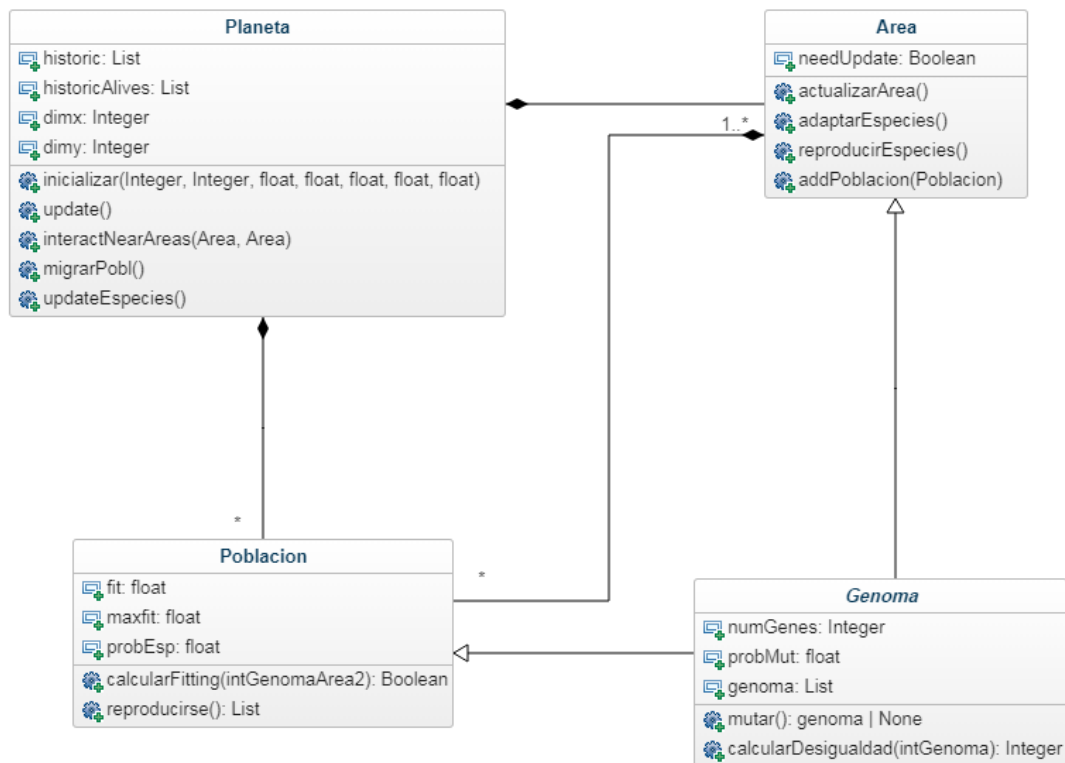 Planeta
historic: List
historicAlives: List
dimx: Integer
dimy: Integer
inicializar(Integer, Integer, float, float, float, float, float)
update()
interactNearAreas(Area, Area)
migrarPobl()
updateEspecies()
Area
needUpdate: Boolean
actualizarArea()
adaptarEspecies()
reproducirEspecies()
addPoblacion(Poblacion)
1..*
*
*
Poblacion
fit: float
maxfit: float
probEsp: float
calcularFitting(intGenomaArea2): Boolean
reproducirse(): List
Genoma
numGenes: Integer
probMut: float
genoma: List
mutar(): genoma | None
calcularDesigualdad(intGenoma): Integer